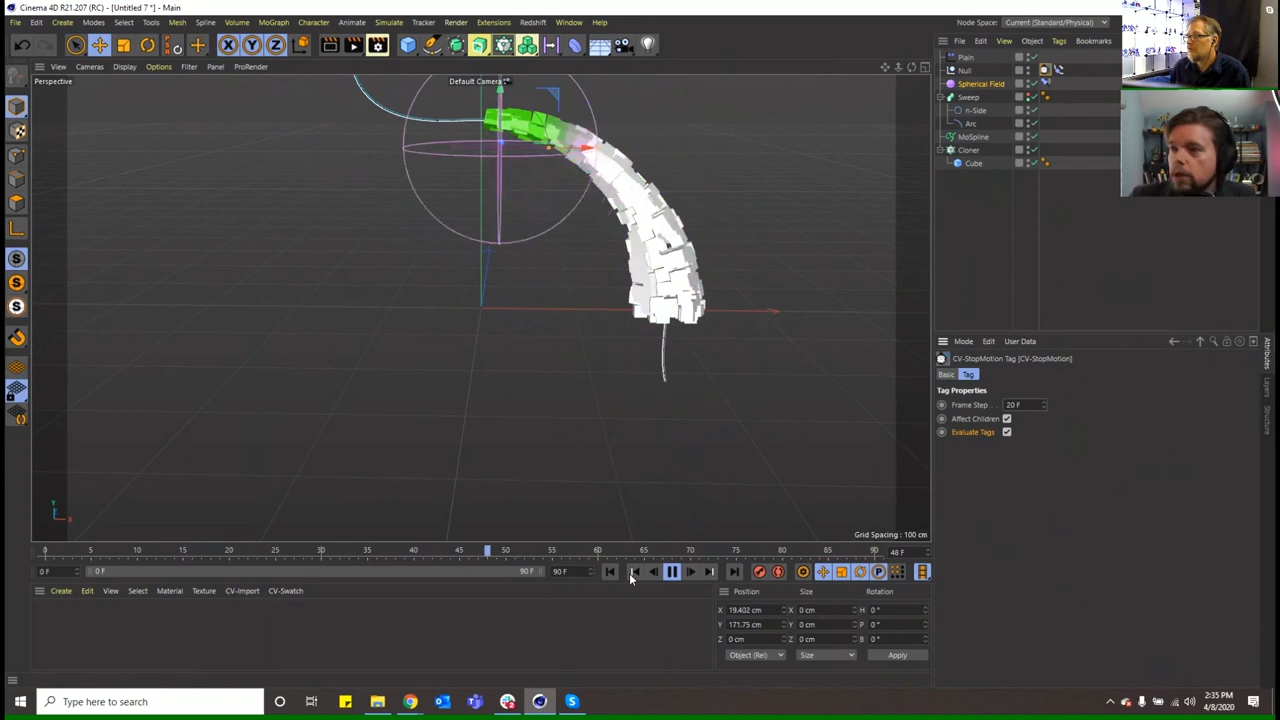 Cinema 4D R21.207 (RC) - [Untitled 7 *] - Main
File Edit Create Modes Select Tools Mesh Spline Volume MoGraph Character Animate Simulate Tracker Render Extensions Redshift Window Help
Node Space: Current (Standard/Physical)
X Y Z
File Edit View Object Tags Bookmarks
View Cameras Display Options Filter Panel ProRender
Perspective
Default Camera
Plain
Null
Spherical Field
Sweep
n-Side
Arc
MoSpline
Cloner
Cube
Mode Edit User Data
CV-StopMotion Tag [CV-StopMotion]
Basic Tag
Tag Properties
Frame Step . . 20 F
Affect Children
Evaluate Tags
Attributes
Layers
Structure
S
S
S
Y
X
Grid Spacing : 100 cm
0 5 10 15 20 25 30 35 40 45 50 55 60 65 70 75 80 85 90
48 F
0 F 0 F 90 F 90 F
P
Create Edit View Select Material Texture CV-Import CV-Swatch
Position Size Rotation
X 19.402 cm X 0 cm H 0 °
Y 171.75 cm Y 0 cm P 0 °
Z 0 cm Z 0 cm B 0 °
Object (Rel) Size Apply
Type here to search
2:35 PM
4/8/2020